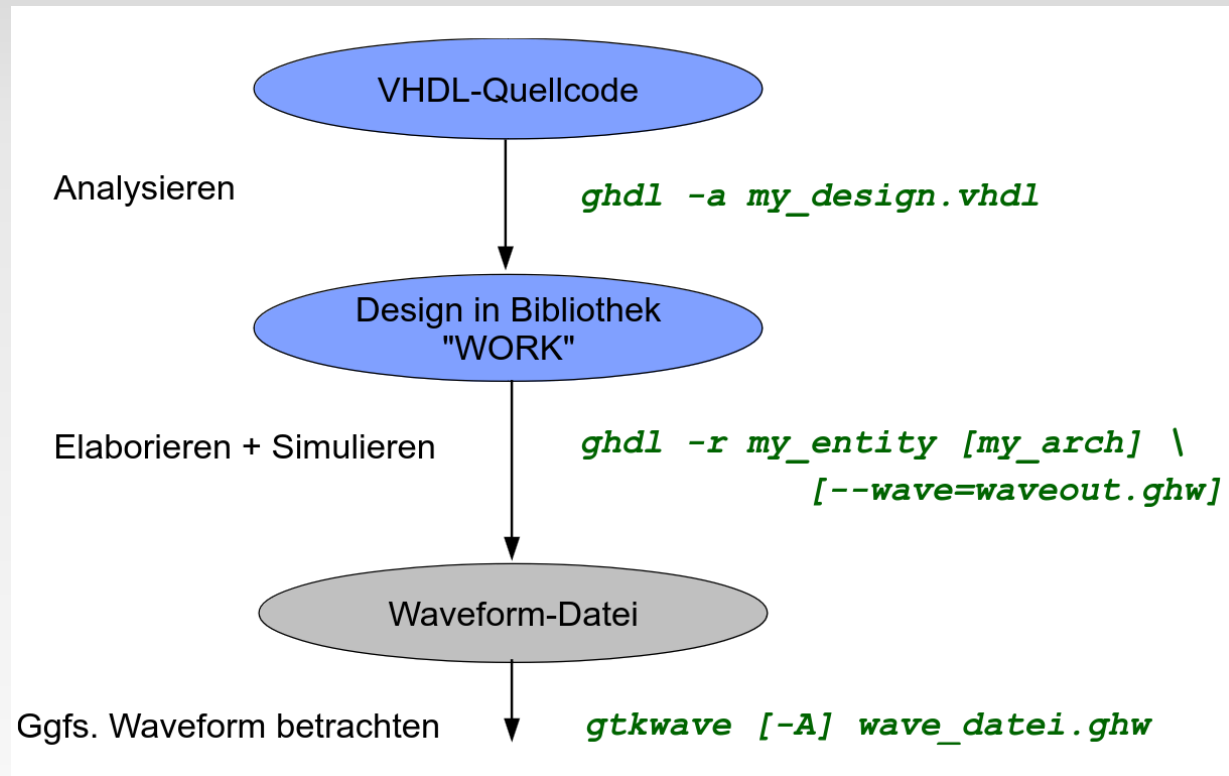 VHDL-Quellcode
Analysieren
ghdl -a my_design.vhdl
Design in Bibliothek
"WORK"
Elaborieren + Simulieren
ghdl -r my_entity [my_arch] \
[--wave=waveout.ghw]
Waveform-Datei
Ggfs. Waveform betrachten
gtkwave [-A] wave_datei.ghw